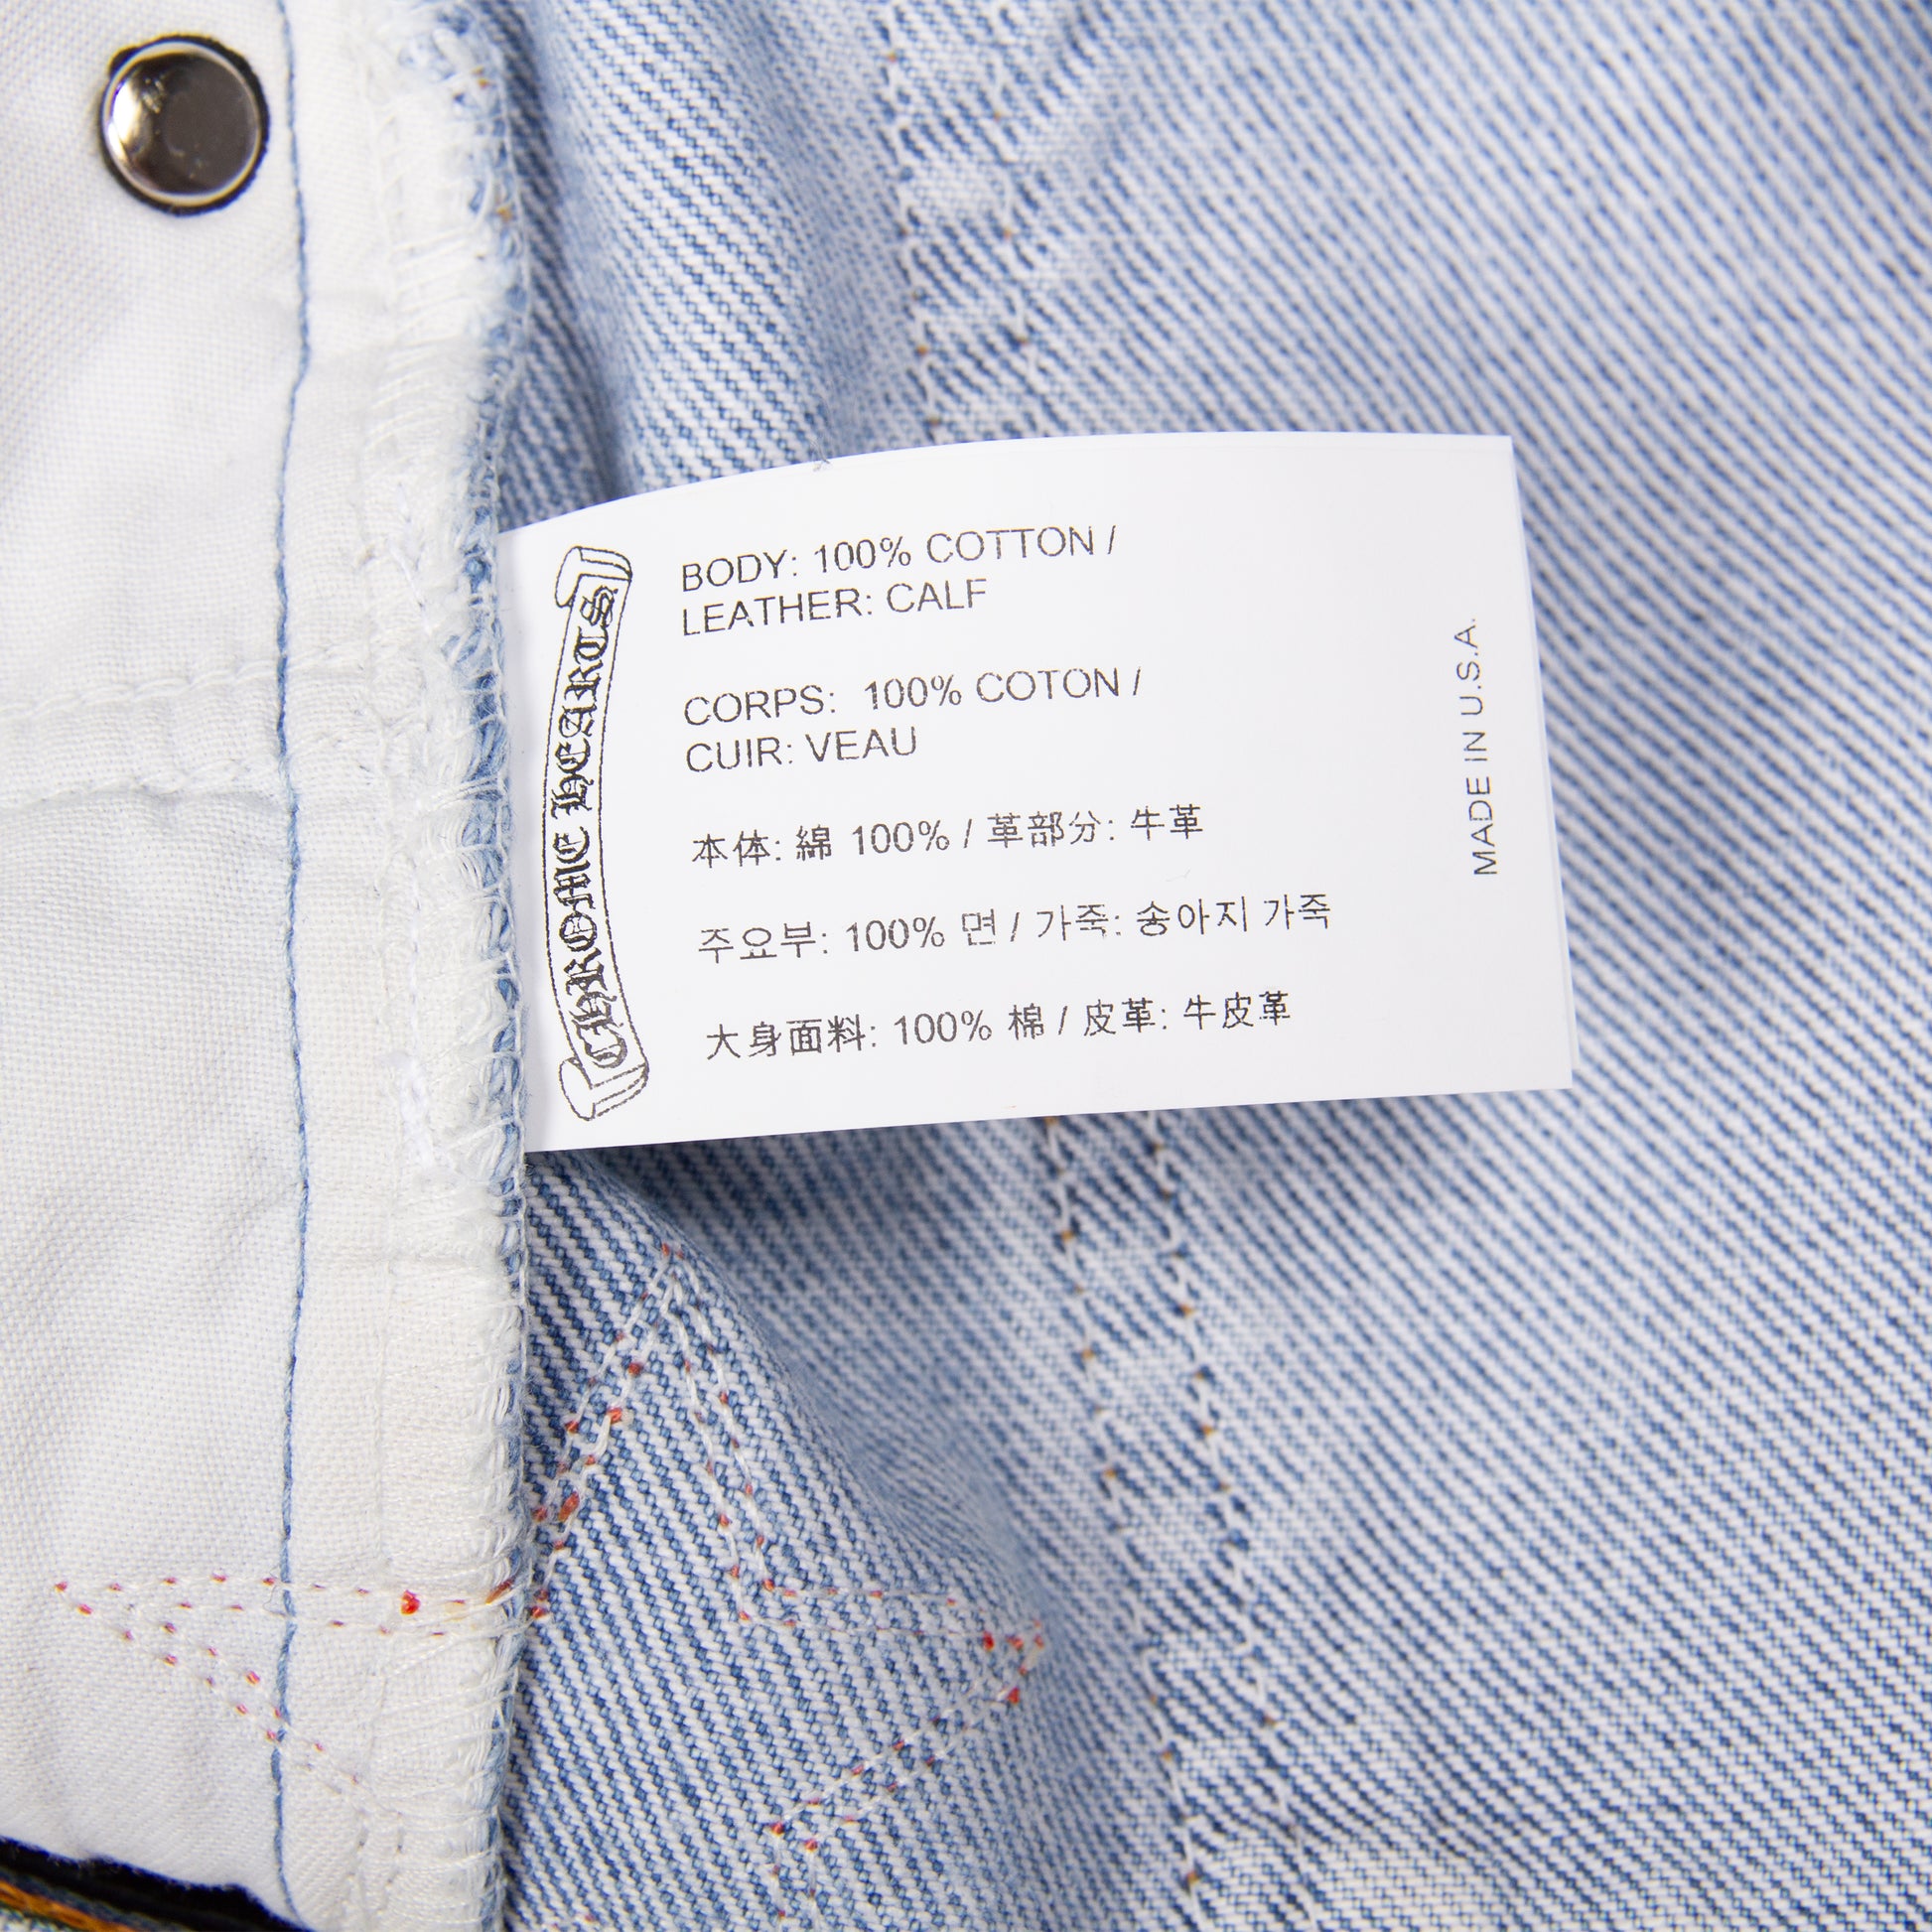 CHROME HEARTS
BODY: 100% COTTON /
LEATHER: CALF
CORPS: 100% COTON /
CUIR: VEAU
本体: 綿 100% / 革部分: 牛革
주요부: 100% 면 / 가죽: 송아지 가죽
大身面料: 100% 棉 / 皮革: 牛皮革
MADE IN U.S.A.